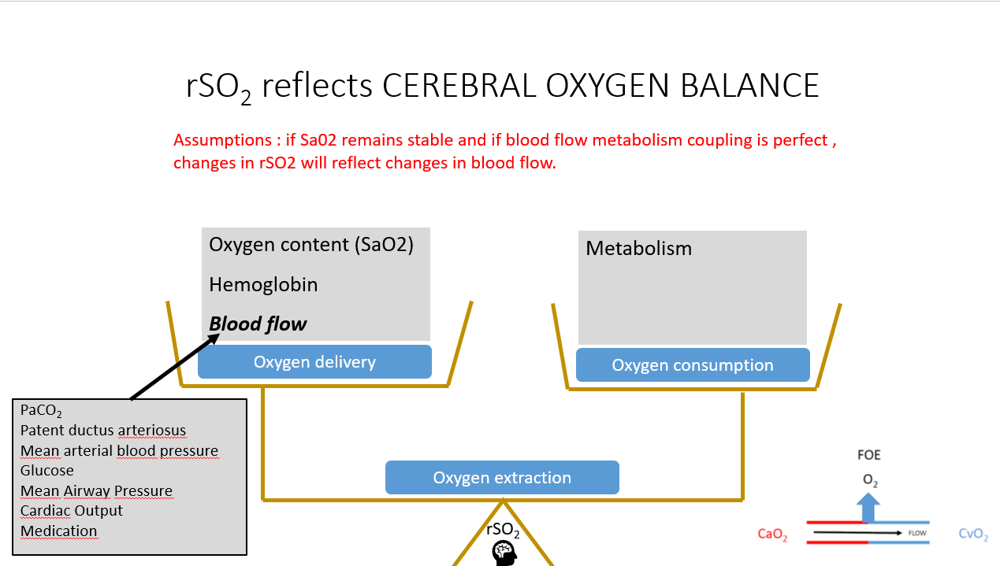 rSO₂ reflects CEREBRAL OXYGEN BALANCE
Assumptions : if Sa02 remains stable and if blood flow metabolism coupling is perfect ,
changes in rSO2 will reflect changes in blood flow.
Oxygen content (SaO2)
Hemoglobin
Blood flow
Oxygen delivery
Metabolism
Oxygen consumption
PaCO₂
Patent ductus arteriosus
Mean arterial blood pressure
Glucose
Mean Airway Pressure
Cardiac Output
Medication
Oxygen extraction
rSO₂
FOE
O₂
CaO₂
FLOW
CvO₂